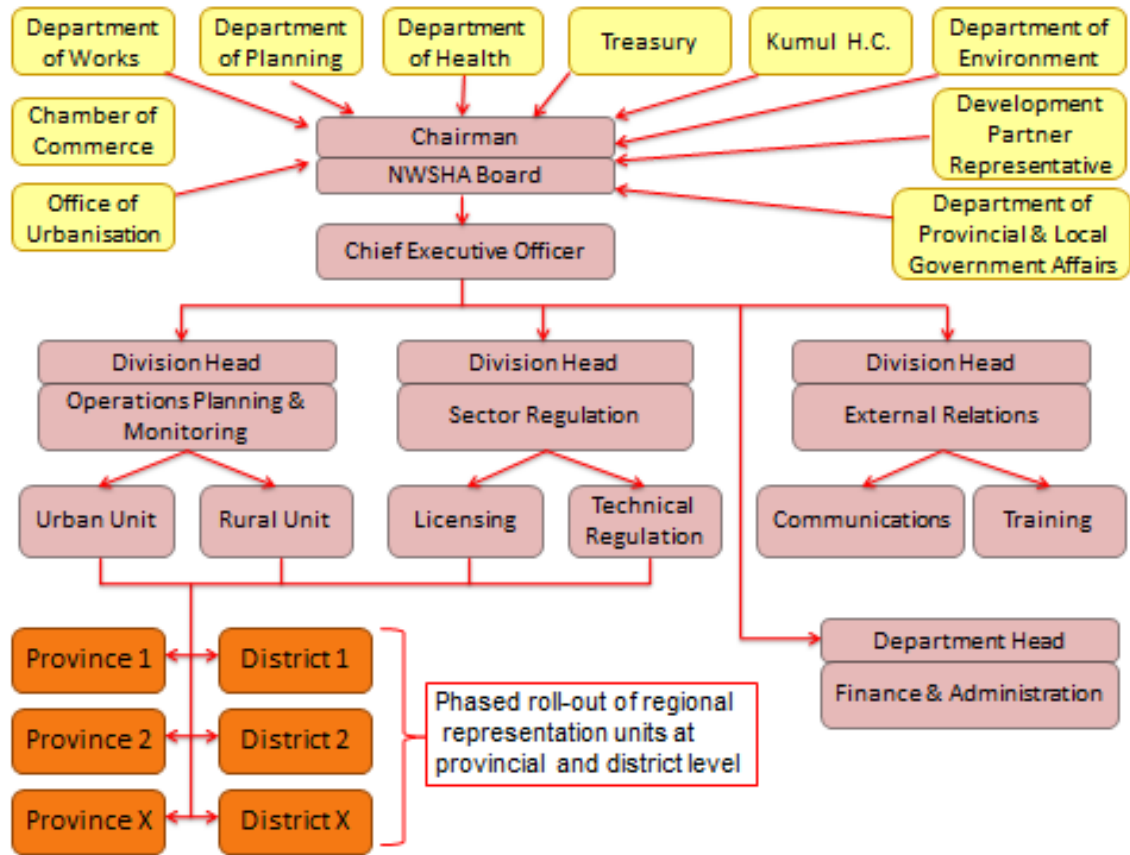 Department
of Works
Department
of Planning
Department
of Health
Treasury
Kumul H.C.
Department of
Environment
Chamber of
Commerce
Chairman
NWSHA Board
Development
Partner
Representative
Office of
Urbanisation
Department of
Provincial & Local
Government Affairs
Chief Executive Officer
Division Head
Operations Planning &
Monitoring
Division Head
Sector Regulation
Division Head
External Relations
Urban Unit
Rural Unit
Licensing
Technical
Regulation
Communications
Training
Province 1
District 1
Province 2
District 2
Province X
District X
Phased roll-out of regional
representation units at
provincial and district level
Department Head
Finance & Administration